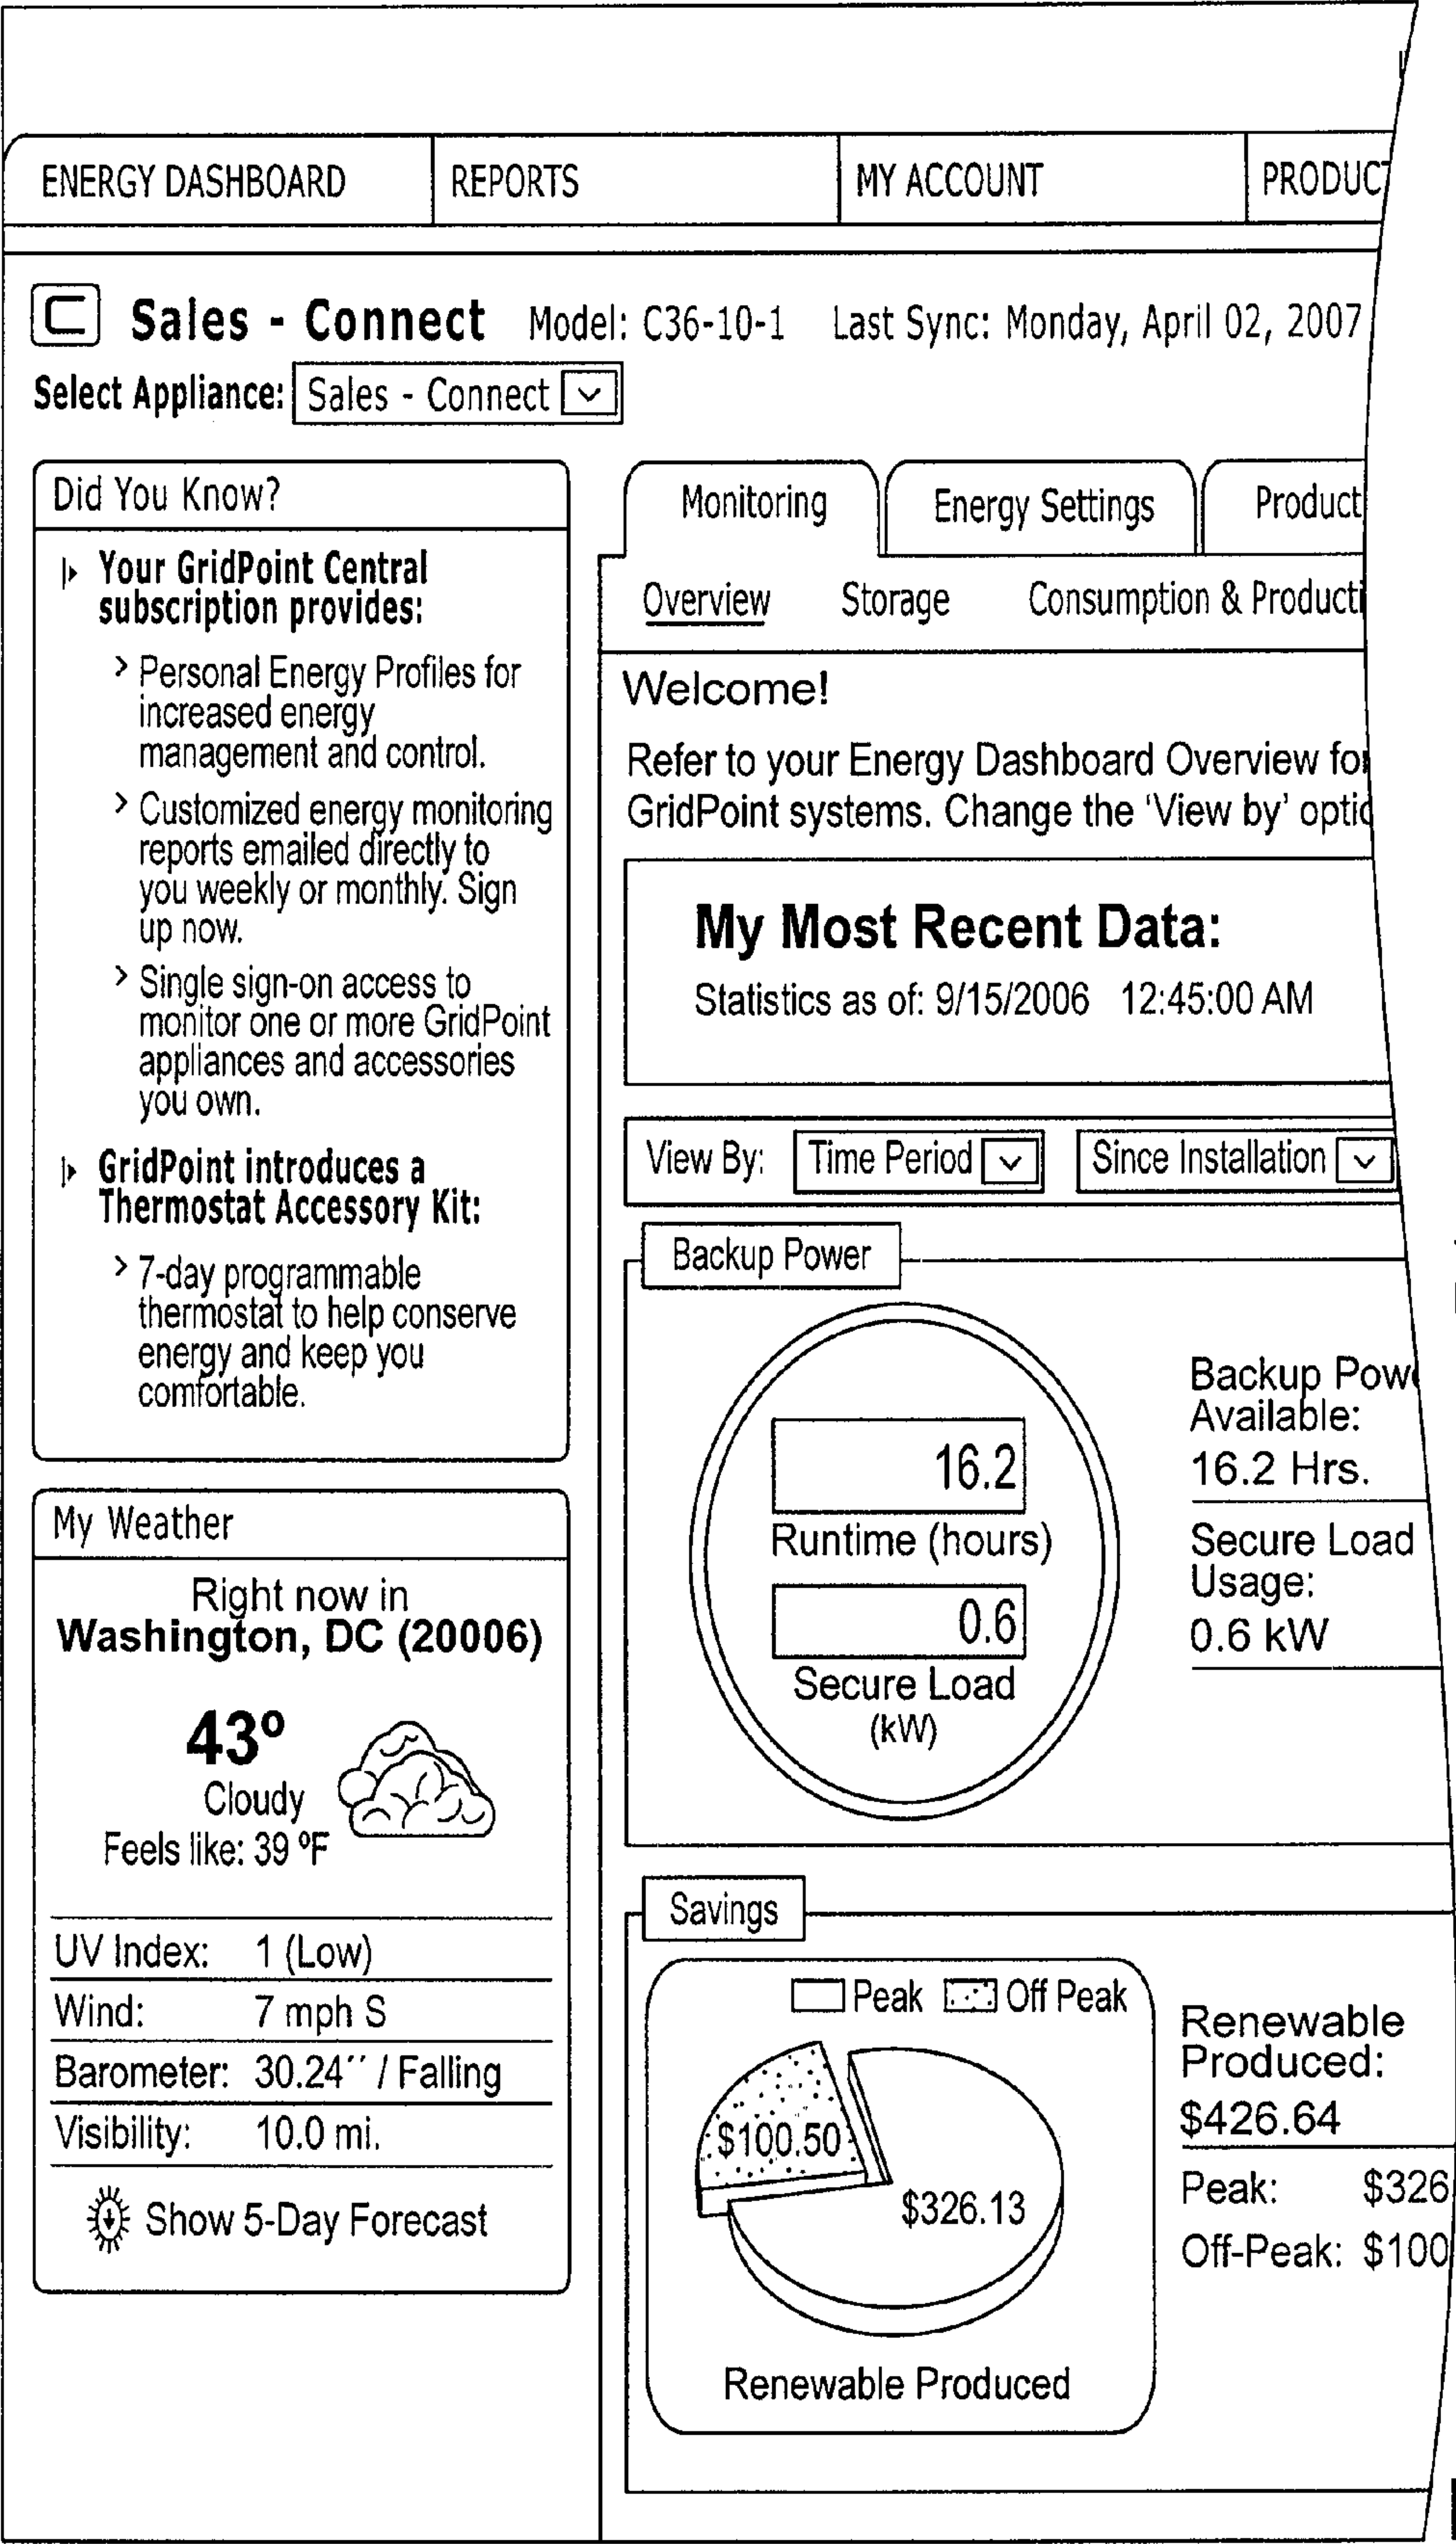 ENERGY DASHBOARD REPORTS MY ACCOUNT
Sales - Connect Model: C36-10-1 Last Sync: Monday, April 02, 2007
Select Appliance: Sales - Connect
Did You Know?
Your GridPoint Central
subscription provides:
> Personal Energy Profiles for
increased energy
management and control.
> Customized energy monitoring
reports emailed directly to
you weekly or monthly. Sign
up now.
> Single sign-on access to
monitor one or more GridPoint
appliances and accessories
you own.
GridPoint introduces a
Thermostat Accessory Kit:
> 7-day programmable
thermostat to help conserve
energy and keep you
comfortable.
My Weather
Right now in
Washington, DC (20006)
43º
Cloudy
Feels like: 39 ºF
UV Index: 1 (Low)
Wind: 7 mph S
Barometer: 30.24´´ / Falling
Visibility: 10.0 mi.
Show 5-Day Forecast
Monitoring Energy Settings Product
Overview Storage Consumption &
Welcome!
Refer to your Energy Dashboard Overview
GridPoint systems. Change the 'View by'
My Most Recent Data:
Statistics as of: 9/15/2006 12:45:00 AM
View By: Time Period Since Installation
Backup Power
16.2
Runtime (hours)
0.6
Secure Load
(kW)
Backup
Available:
16.2 Hrs.
Secure Load
Usage:
0.6 kW
Savings
Peak Off Peak
$100.50
$326.13
Renewable Produced
Renewable
Produced:
$426.64
Peak: $326
Off-Peak: $100